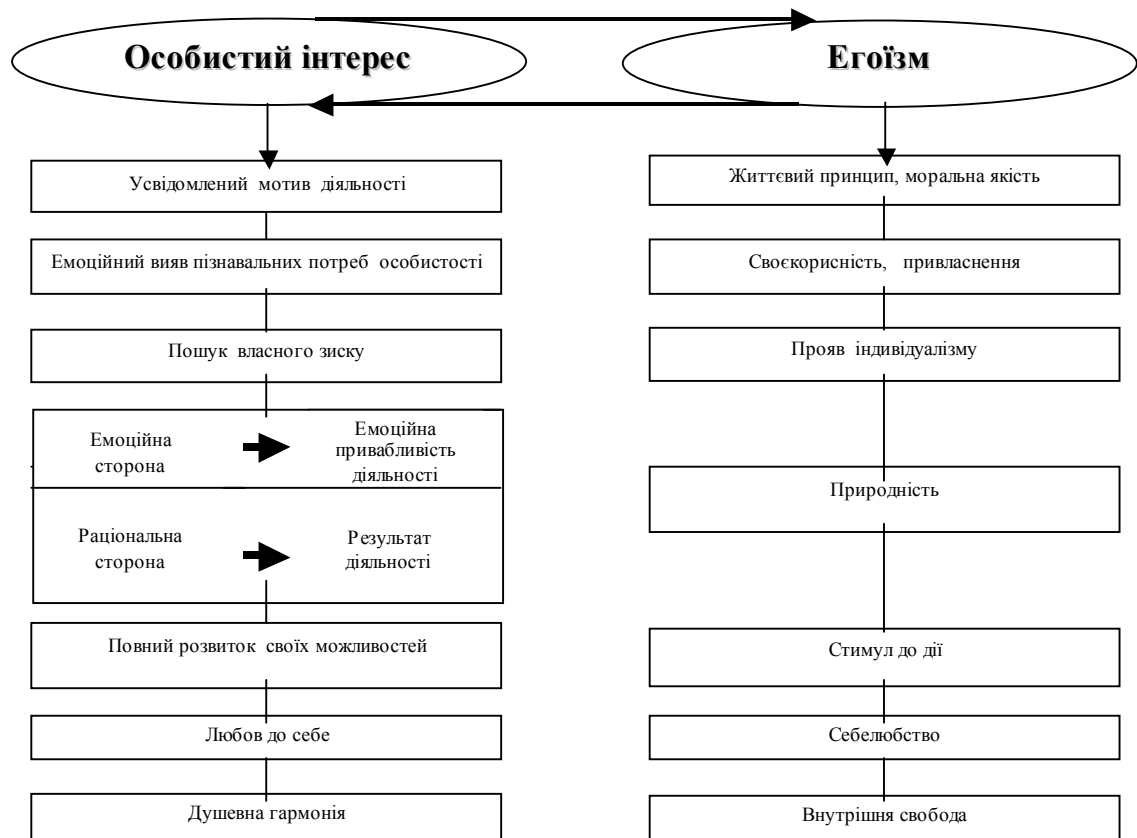 Особистий інтерес
Егоїзм
Усвідомлений мотив діяльності
Емоційний вияв пізнавальних потреб особистості
Пошук власного зиску
Емоційна
сторона
Емоційна
привабливість
діяльності
Раціональна
сторона
Результат
діяльності
Повний розвиток своїх можливостей
Любов до себе
Душевна гармонія
Життєвий принцип, моральна якість
Своєкорисність, привласнення
Прояв індивідуалізму
Природність
Стимул до дії
Себелюбство
Внутрішня свобода